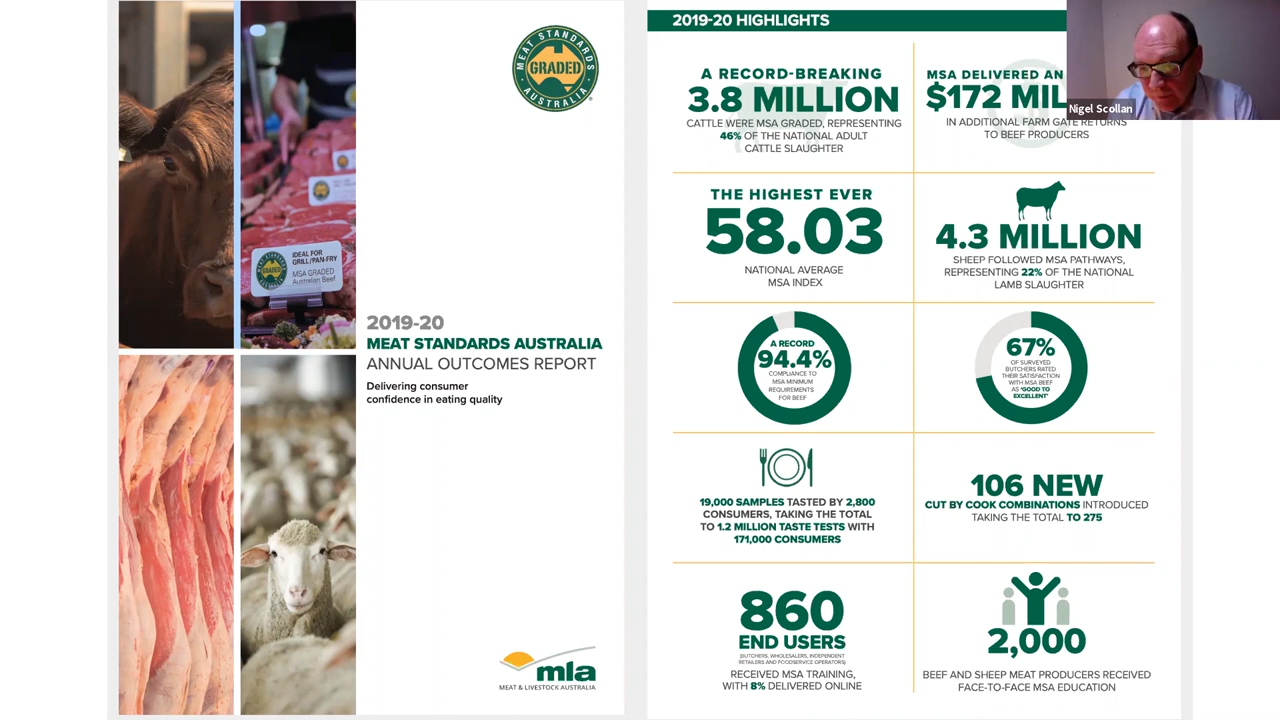 MEAT STANDARDS
GRADED
AUSTRALIA
IDEAL FOR
GRILL/PAN-FRY
MSA GRADED
Australian Beef
GRADED
2019-20
MEAT STANDARDS AUSTRALIA
ANNUAL OUTCOMES REPORT
Delivering consumer
confidence in eating quality
mla
MEAT & LIVESTOCK AUSTRALIA
2019-20 HIGHLIGHTS
A RECORD-BREAKING
3.8 MILLION
CATTLE WERE MSA GRADED, REPRESENTING
46% OF THE NATIONAL ADULT
CATTLE SLAUGHTER
MSA DELIVERED AN
$172 MIL
IN ADDITIONAL FARM GATE RETURNS
TO BEEF PRODUCERS
Nigel Scollan
THE HIGHEST EVER
58.03
NATIONAL AVERAGE
MSA INDEX
4.3 MILLION
SHEEP FOLLOWED MSA PATHWAYS,
REPRESENTING 22% OF THE NATIONAL
LAMB SLAUGHTER
A RECORD
94.4%
COMPLIANCE TO
MSA MINIMUM
REQUIREMENTS
FOR BEEF
67%
OF SURVEYED
BUTCHERS RATED
THEIR SATISFACTION
WITH MSA BEEF
AS 'GOOD TO
EXCELLENT'
19,000 SAMPLES TASTED BY 2,800
CONSUMERS, TAKING THE TOTAL
TO 1.2 MILLION TASTE TESTS WITH
171,000 CONSUMERS
106 NEW
CUT BY COOK COMBINATIONS INTRODUCED
TAKING THE TOTAL TO 275
860
END USERS
(BUTCHERS, WHOLESALERS, INDEPENDENT
RETAILERS AND FOODSERVICE OPERATORS)
RECEIVED MSA TRAINING,
WITH 8% DELIVERED ONLINE
2,000
BEEF AND SHEEP MEAT PRODUCERS RECEIVED
FACE-TO-FACE MSA EDUCATION